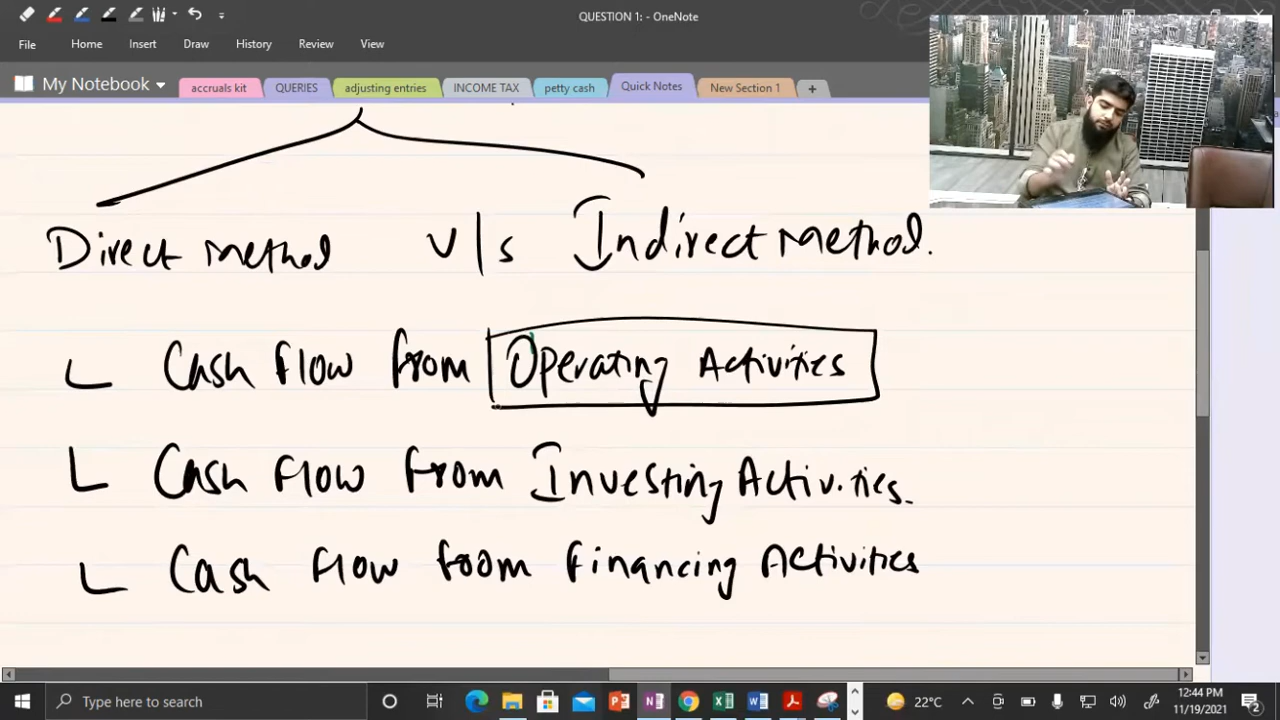 QUESTION 1: - OneNote
File Home Insert Draw History Review View
My Notebook accruals kit QUERIES adjusting entries INCOMETAX petty cash Quick Notes New Section 1
Direct Method v/s Indirect Method.
Cash flow from Operating Activities
Cash Flow from Investing Activities.
Cash Flow from Financing Activities
Type here to search
22°C
12:44 PM
11/19/2021
2